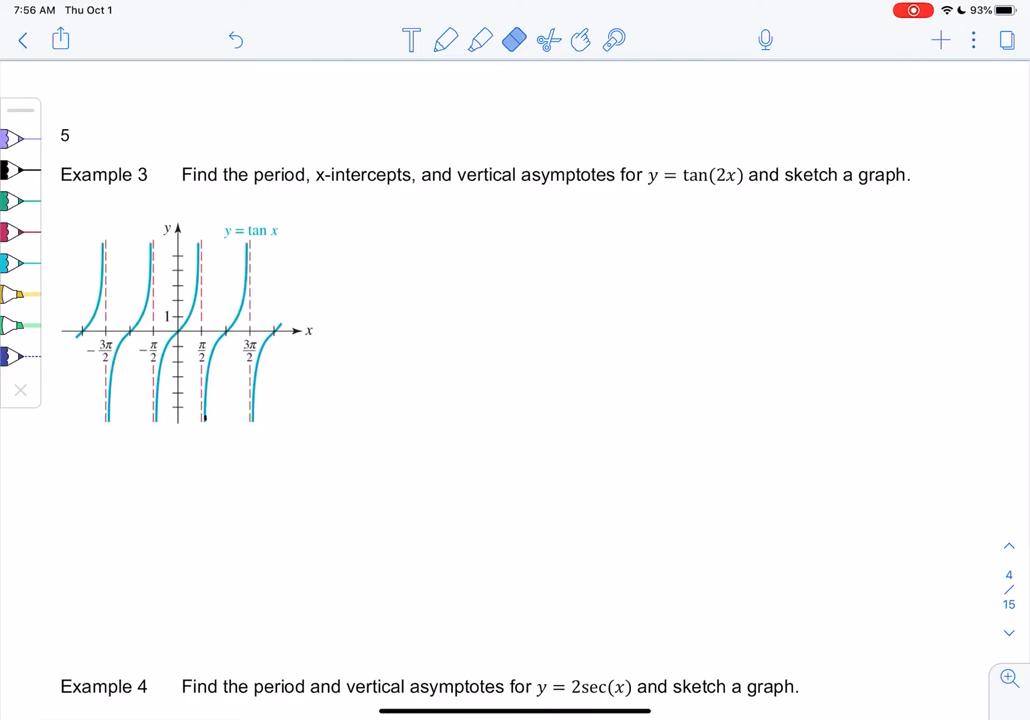 7:56 AM Thu Oct 1
93%
T
5
Example 3 Find the period, x-intercepts, and vertical asymptotes for y = tan(2x) and sketch a graph.
y
y = tan x
1
x
− 3π/2 − π/2 π/2 3π/2
4
/
15
Example 4 Find the period and vertical asymptotes for y = 2sec(x) and sketch a graph.